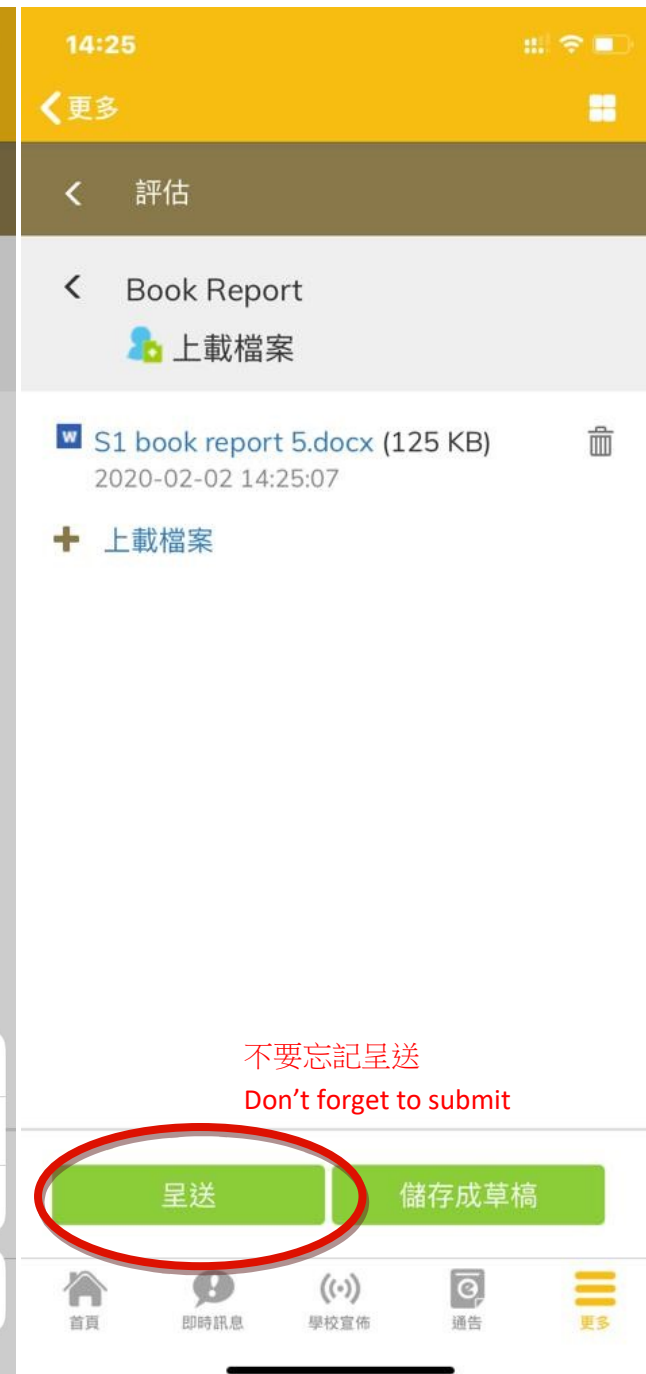 14:25
更多
評估
Book Report
上載檔案
S1 book report 5.docx (125 KB)
2020-02-02 14:25:07
上載檔案
不要忘記呈送
Don't forget to submit
呈送 儲存成草稿
首頁 即時訊息 學校宣佈 通告 更多